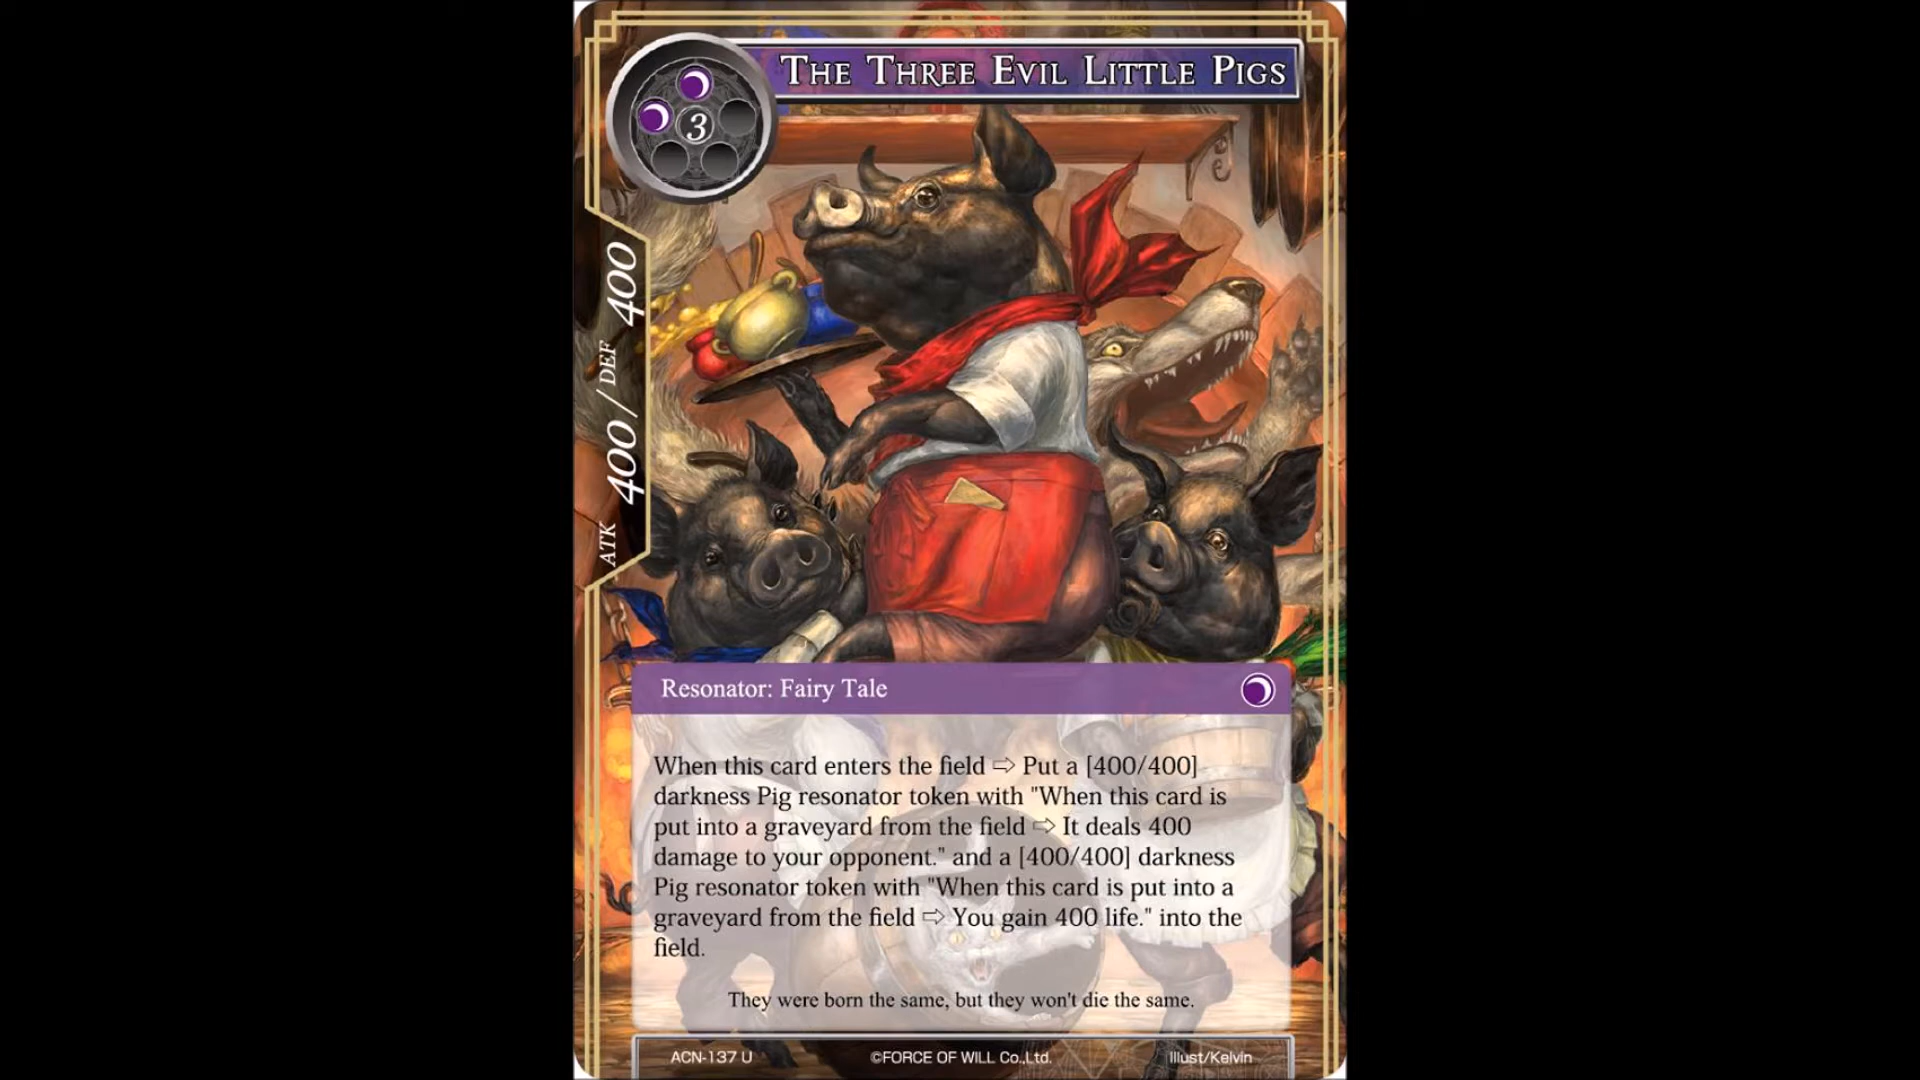 THE THREE EVIL LITTLE PIGS
3
ATK 400 / DEF 400
Resonator: Fairy Tale
When this card enters the field ⇨ Put a [400/400]
darkness Pig resonator token with "When this card is
put into a graveyard from the field ⇨ It deals 400
damage to your opponent." and a [400/400] darkness
Pig resonator token with "When this card is put into a
graveyard from the field ⇨ You gain 400 life." into the
field.
They were born the same, but they won't die the same.
ACN-137 U ©FORCE OF WILL Co.,Ltd. Illust/Kelvin